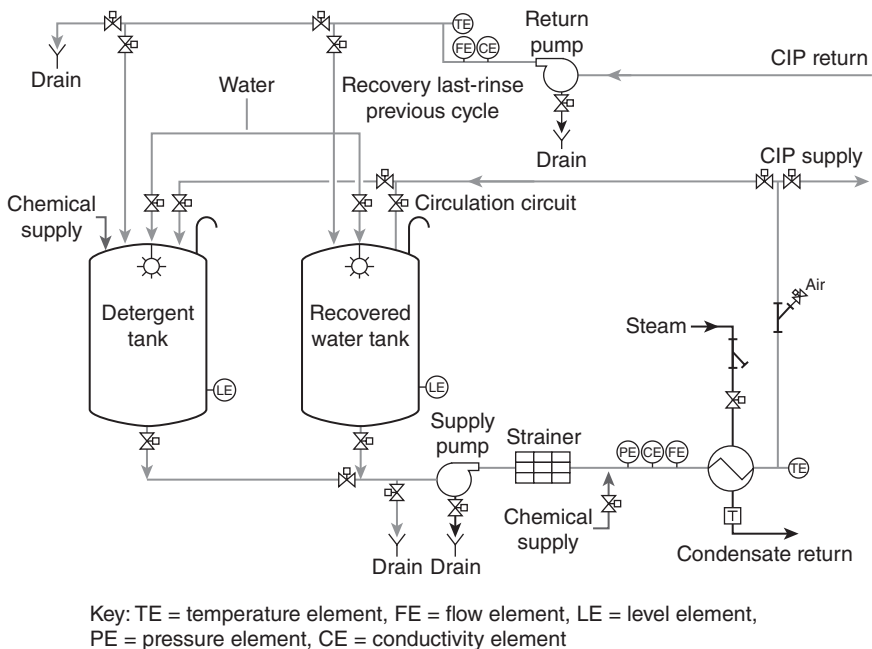 TE
Return
pump
FE
CE
CIP return
Drain
Water
Recovery last-rinse
previous cycle
Drain
CIP supply
Chemical
supply
Circulation circuit
Air
Detergent
tank
Recovered
water tank
Steam
LE
LE
Supply
pump
Strainer
PE
CE
FE
TE
Chemical
supply
T
Drain
Drain
Condensate return
Key: TE = temperature element, FE = flow element, LE = level element,
PE = pressure element, CE = conductivity element